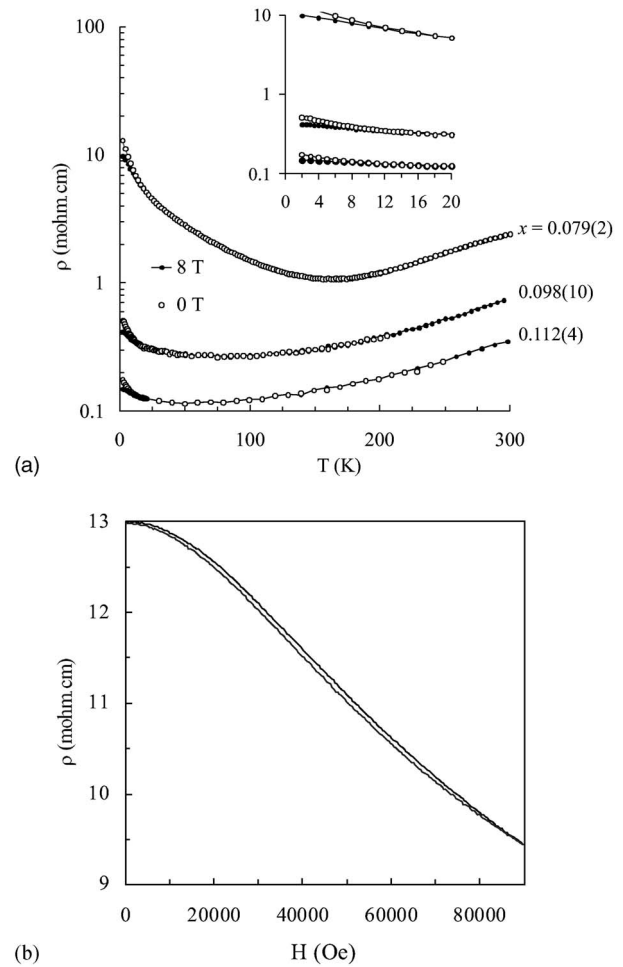 10
1
0.1
0 4 8 12 16 20
100
10
1
0.1
ρ (mohm.cm)
8 T
0 T
x = 0.079(2)
0.098(10)
0.112(4)
0 100 200 300
T (K)
(a)
13
12
11
10
9
ρ (mohm.cm)
0 20000 40000 60000 80000
H (Oe)
(b)